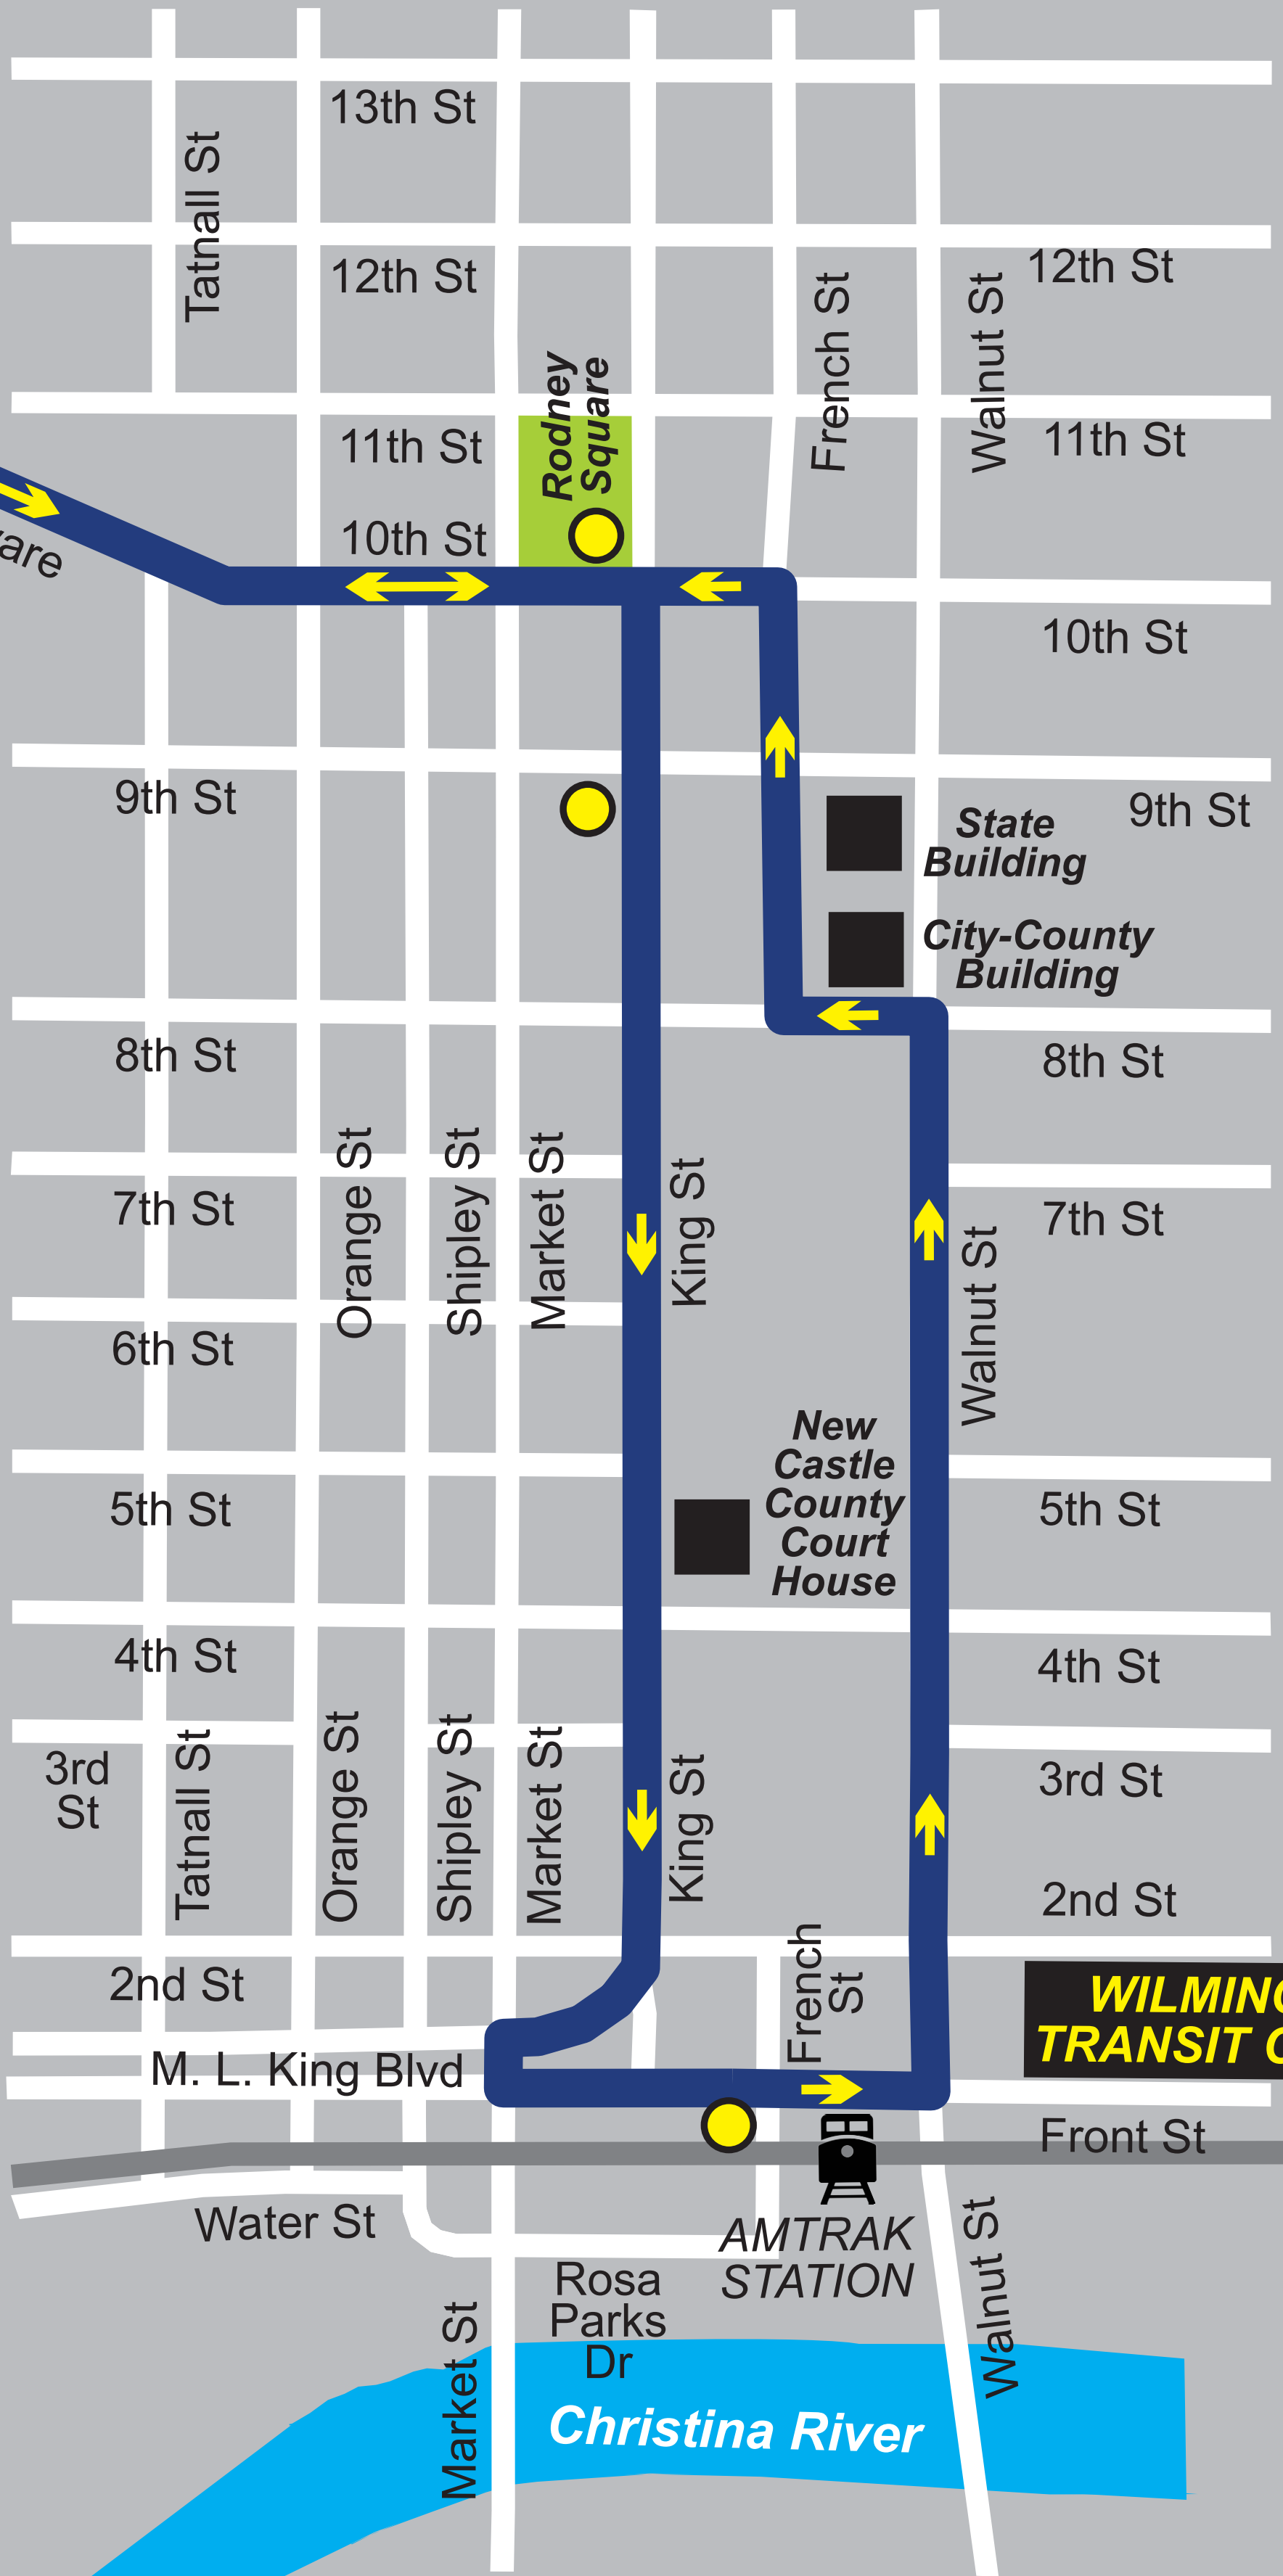 13th St
Tatnall St
12th St
12th St
French St
Walnut St
Rodney
Square
11th St
11th St
10th St
10th St
9th St
9th St
State
Building
City-County
Building
8th St
8th St
Orange St
Shipley St
Market St
King St
7th St
7th St
Walnut St
6th St
New
Castle
County
Court
House
5th St
5th St
4th St
4th St
3rd
St
3rd St
Tatnall St
Orange St
Shipley St
Market St
King St
2nd St
2nd St
French
St
TRANSIT
M. L. King Blvd
Front St
Water St
AMTRAK
STATION
Rosa
Parks
Dr
Walnut St
Market St
Christina River